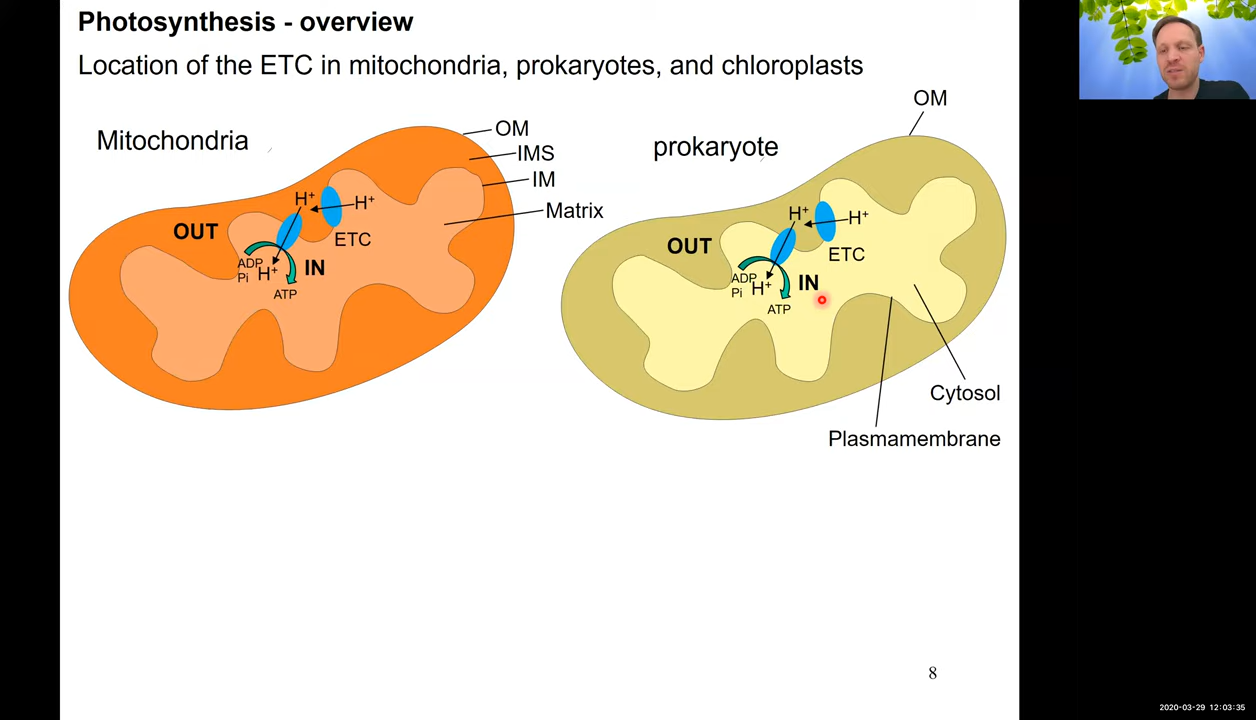 Photosynthesis - overview
Location of the ETC in mitochondria, prokaryotes, and chloroplasts
Mitochondria
OM
IMS
IM
Matrix
H+
H+
OUT
ETC
ADP
Pi
H+
IN
ATP
prokaryote
OM
H+
H+
OUT
ETC
ADP
Pi
H+
IN
ATP
Cytosol
Plasmamembrane
8
2020-03-29 12:03:35